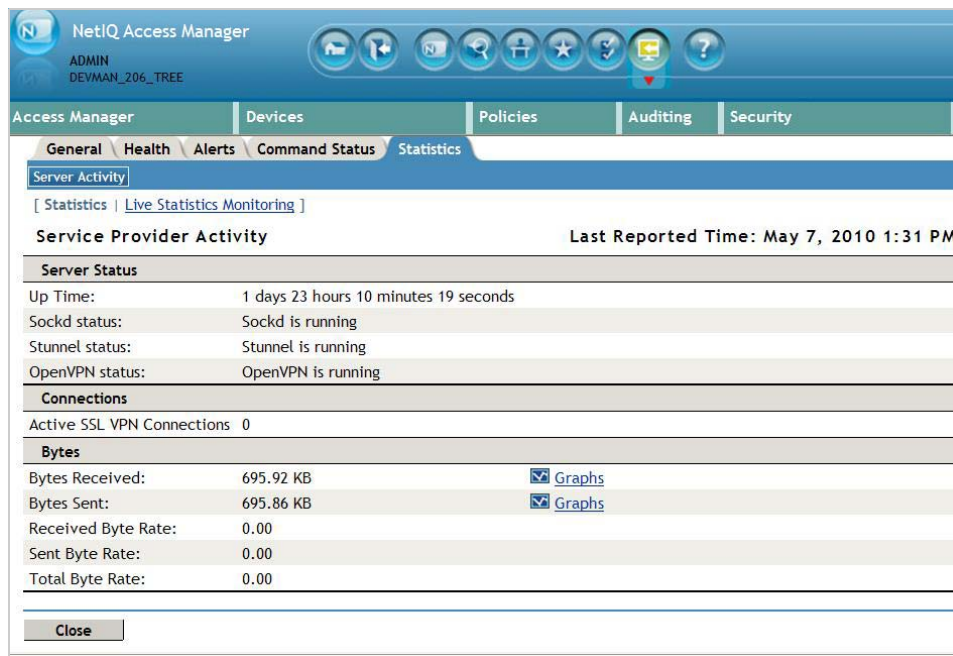 NetIQ Access Manager
ADMIN
DEVMAN_206_TREE
Access Manager Devices Policies Auditing Security
General Health Alerts Command Status Statistics
Server Activity
[ Statistics | Live Statistics Monitoring ]
Service Provider Activity Last Reported Time: May 7, 2010 1:31 PM
Server Status
Up Time: 1 days 23 hours 10 minutes 19 seconds
Sockd status: Sockd is running
Stunnel status: Stunnel is running
OpenVPN status: OpenVPN is running
Connections
Active SSL VPN Connections 0
Bytes
Bytes Received: 695.92 KB Graphs
Bytes Sent: 695.86 KB Graphs
Received Byte Rate: 0.00
Sent Byte Rate: 0.00
Total Byte Rate: 0.00
Close